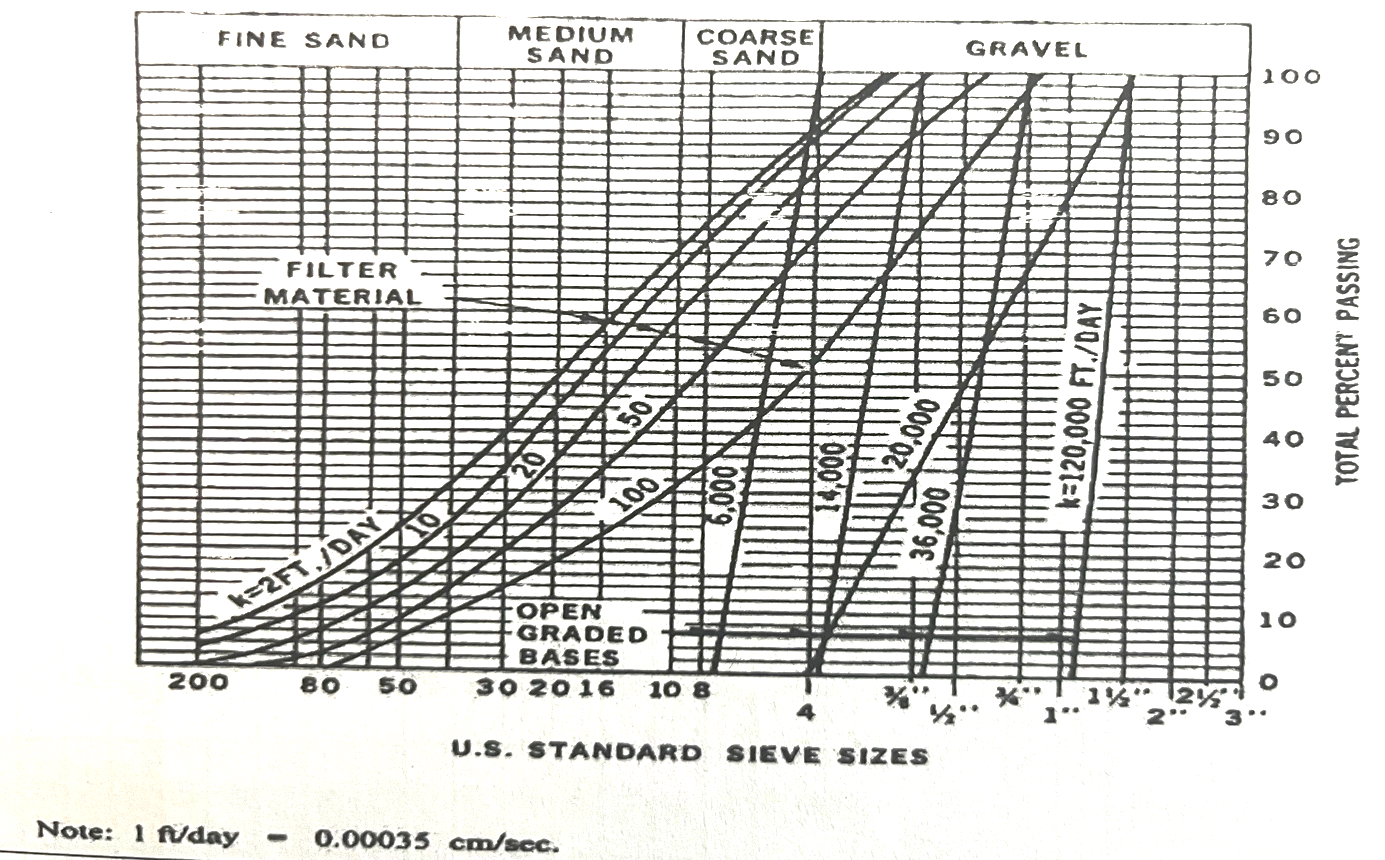 FINE SAND
MEDIUM
SAND
COARSE
SAND
GRAVEL
100
90
80
70
60
50
40
30
20
10
0
TOTAL PERCENT PASSING
FILTER
MATERIAL
k=2FT./DAY
10
20
50
100
6,000
14,000
20,000
36,000
k=120,000 FT./DAY
OPEN
GRADED
BASES
200 80 50 30 20 16 10 8 4 ⅜" ½" ¾" 1" 1½" 2" 2½" 3"
U.S. STANDARD SIEVE SIZES
Note: 1 ft/day = 0.00035 cm/sec.